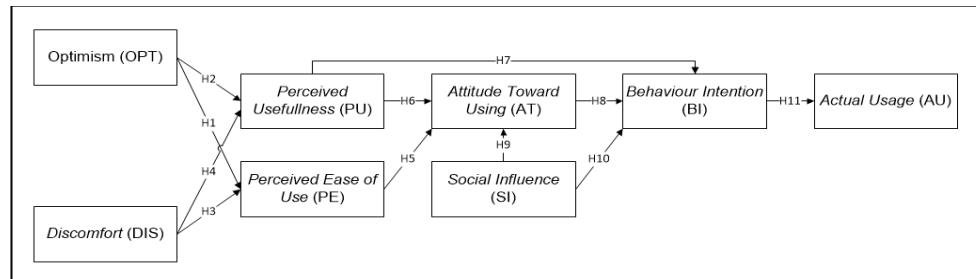 Optimism (OPT)
H2
H1
H4
H3
Discomfort (DIS)
Perceived
Usefullness (PU)
Perceived Ease of
Use (PE)
H7
H6
H5
Attitude Toward
Using (AT)
H9
Social Influence
(SI)
H8
H10
Behaviour Intention
(BI)
H11
Actual Usage (AU)